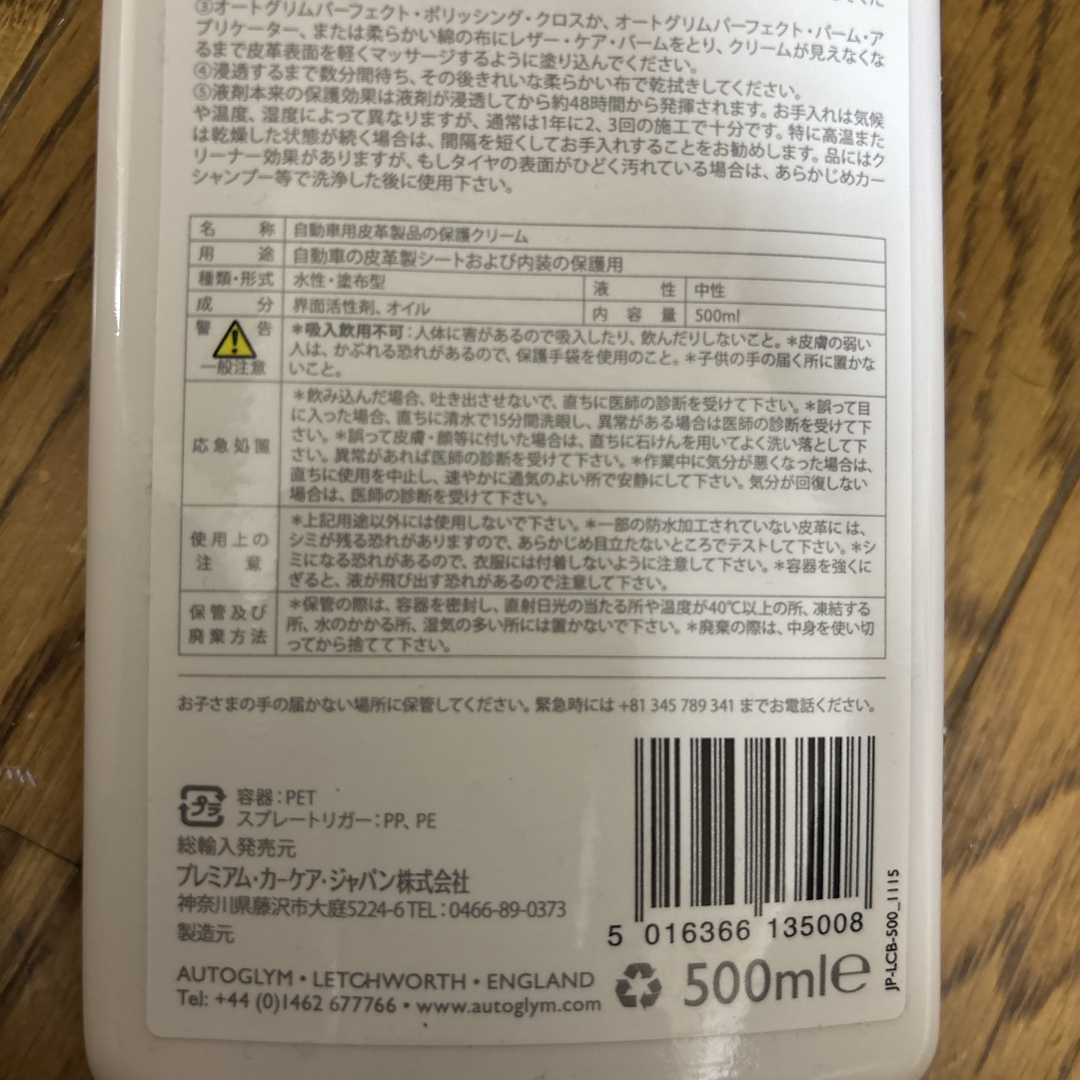 ③オートグリムパーフェクト・ポリッシング・クロスか、オートグリムパーフェクト・バーム・ア
プリケーター、または柔らかい綿の布にレザー・ケア・バームをとり、クリームが見えなくな
るまで皮革表面を軽くマッサージするように塗り込んでください。
④浸透するまで数分間待ち、その後きれいな柔らかい布で乾拭きしてください。
⑤液剤本来の保護効果は液剤が浸透してから約48時間から発揮されます。お手入れは気候
や温度、湿度によって異なりますが、通常は1年に2、3回の施工で十分です。特に高温また
は乾燥した状態が続く場合は、間隔を短くしてお手入れすることをお勧めします。品にはク
リーナー効果がありますが、もしタイヤの表面がひどく汚れている場合は、あらかじめカー
シャンプー等で洗浄した後に使用下さい。
名称 自動車用皮革製品の保護クリーム
用途 自動車の皮革製シートおよび内装の保護用
種類・形式 水性・塗布型 液性 中性
成分 界面活性剤、オイル 内容量 500ml
警告 一般注意
＊吸入飲用不可：人体に害があるので吸入したり、飲んだりしないこと。＊皮膚の弱い
人は、かぶれる恐れがあるので、保護手袋を使用のこと。＊子供の手の届く所に置かな
いこと。
応急処置
＊飲み込んだ場合、吐き出させないで、直ちに医師の診断を受けて下さい。＊誤って目
に入った場合、直ちに清水で15分間洗眼し、異常がある場合は医師の診断を受けて下
さい。＊誤って皮膚・顔等に付いた場合は、直ちに石けんを用いてよく洗い落として下
さい。異常があれば医師の診断を受けて下さい。＊作業中に気分が悪くなった場合は、
直ちに使用を中止し、速やかに通気のよい所で安静にして下さい。気分が回復しない
場合は、医師の診断を受けて下さい。
使用上の
注意
＊上記用途以外には使用しないで下さい。＊一部の防水加工されていない皮革には、
シミが残る恐れがありますので、あらかじめ目立たないところでテストして下さい。＊シ
ミになる恐れがあるので、衣服には付着しないように注意して下さい。＊容器を強くに
ぎると、液が飛び出す恐れがあるので注意して下さい。
保管及び
廃棄方法
＊保管の際は、容器を密封し、直射日光の当たる所や温度が40℃以上の所、凍結する
所、水のかかる所、湿気の多い所には置かないで下さい。＊廃棄の際は、中身を使い切
ってから捨てて下さい。
お子さまの手の届かない場所に保管してください。緊急時には +81 345 789 341 までお電話ください。
プラ
容器：PET
スプレートリガー：PP、PE
総輸入発売元
プレミアム・カーケア・ジャパン株式会社
神奈川県藤沢市大庭5224-6 TEL：0466-89-0373
製造元
AUTOGLYM • LETCHWORTH • ENGLAND
Tel: +44 (0)1462 677766 • www.autoglym.com
5 016366 135008
500ml℮
JP-LCB-500_1115